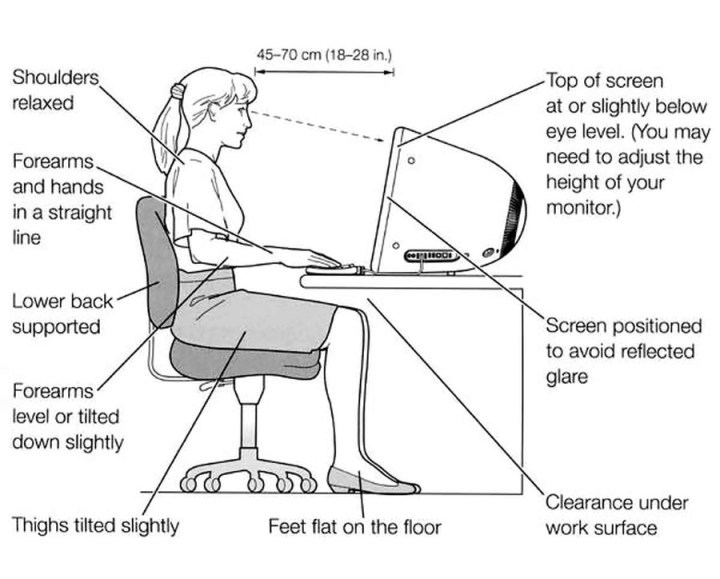 45–70 cm (18–28 in.)
Shoulders
relaxed
Forearms
and hands
in a straight
line
Lower back
supported
Forearms
level or tilted
down slightly
Thighs tilted slightly
Feet flat on the floor
Top of screen
at or slightly below
eye level. (You may
need to adjust the
height of your
monitor.)
Screen positioned
to avoid reflected
glare
Clearance under
work surface